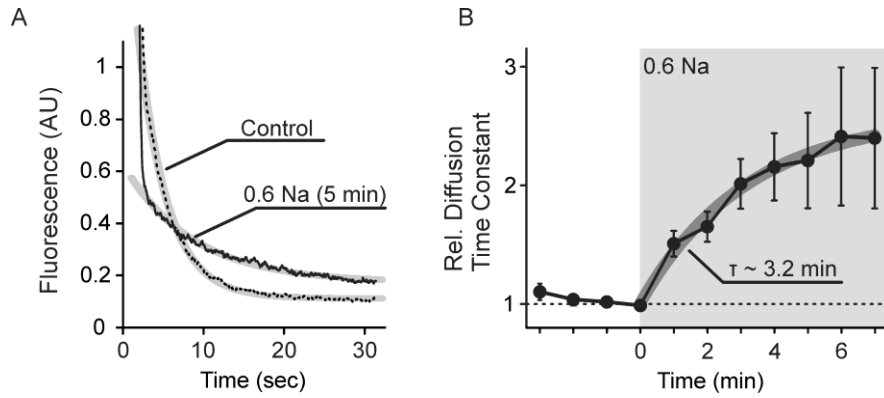 A
Fluorescence (AU)
1
0.8
0.6
0.4
0.2
0
Control
0.6 Na (5 min)
0 10 20 30
Time (sec)
B
Rel. Diffusion
Time Constant
3
2
1
0.6 Na
τ ~ 3.2 min
0 2 4 6
Time (min)